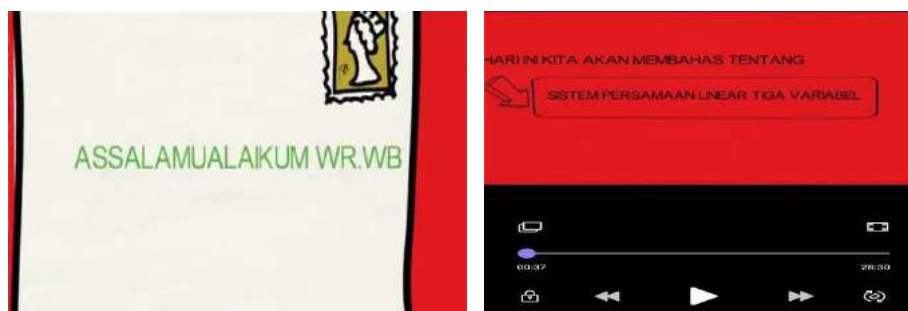 ASSALAMUALAIKUM WR.WB
HARI INI KITA AKAN MEMBAHAS TENTANG
SISTEM PERSAMAAN LINEAR TIGA VARIABEL
00:37
28:30